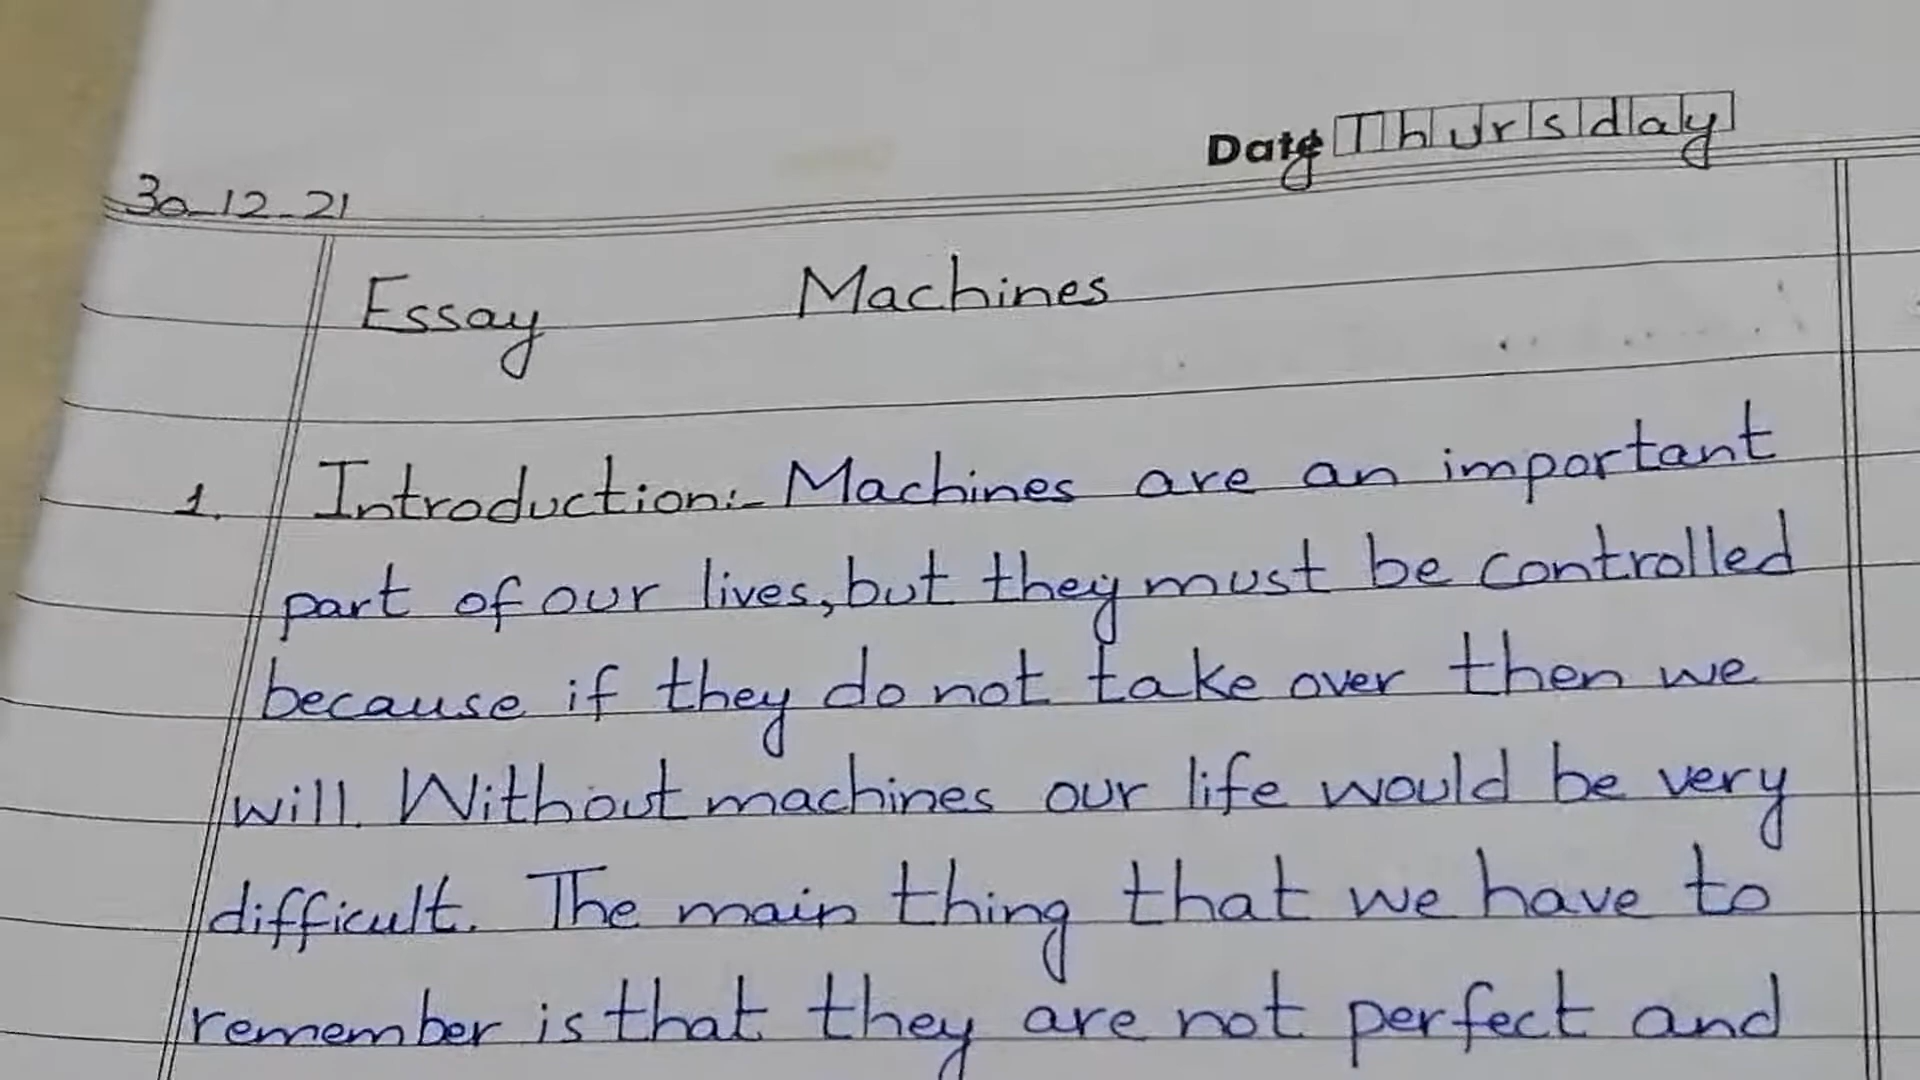 Date Thursday
30-12-21
Essay Machines
1. Introduction:- Machines are an important
part of our lives, but they must be controlled
because if they do not take over then we
will. Without machines our life would be very
difficult. The main thing that we have to
remember is that they are not perfect and